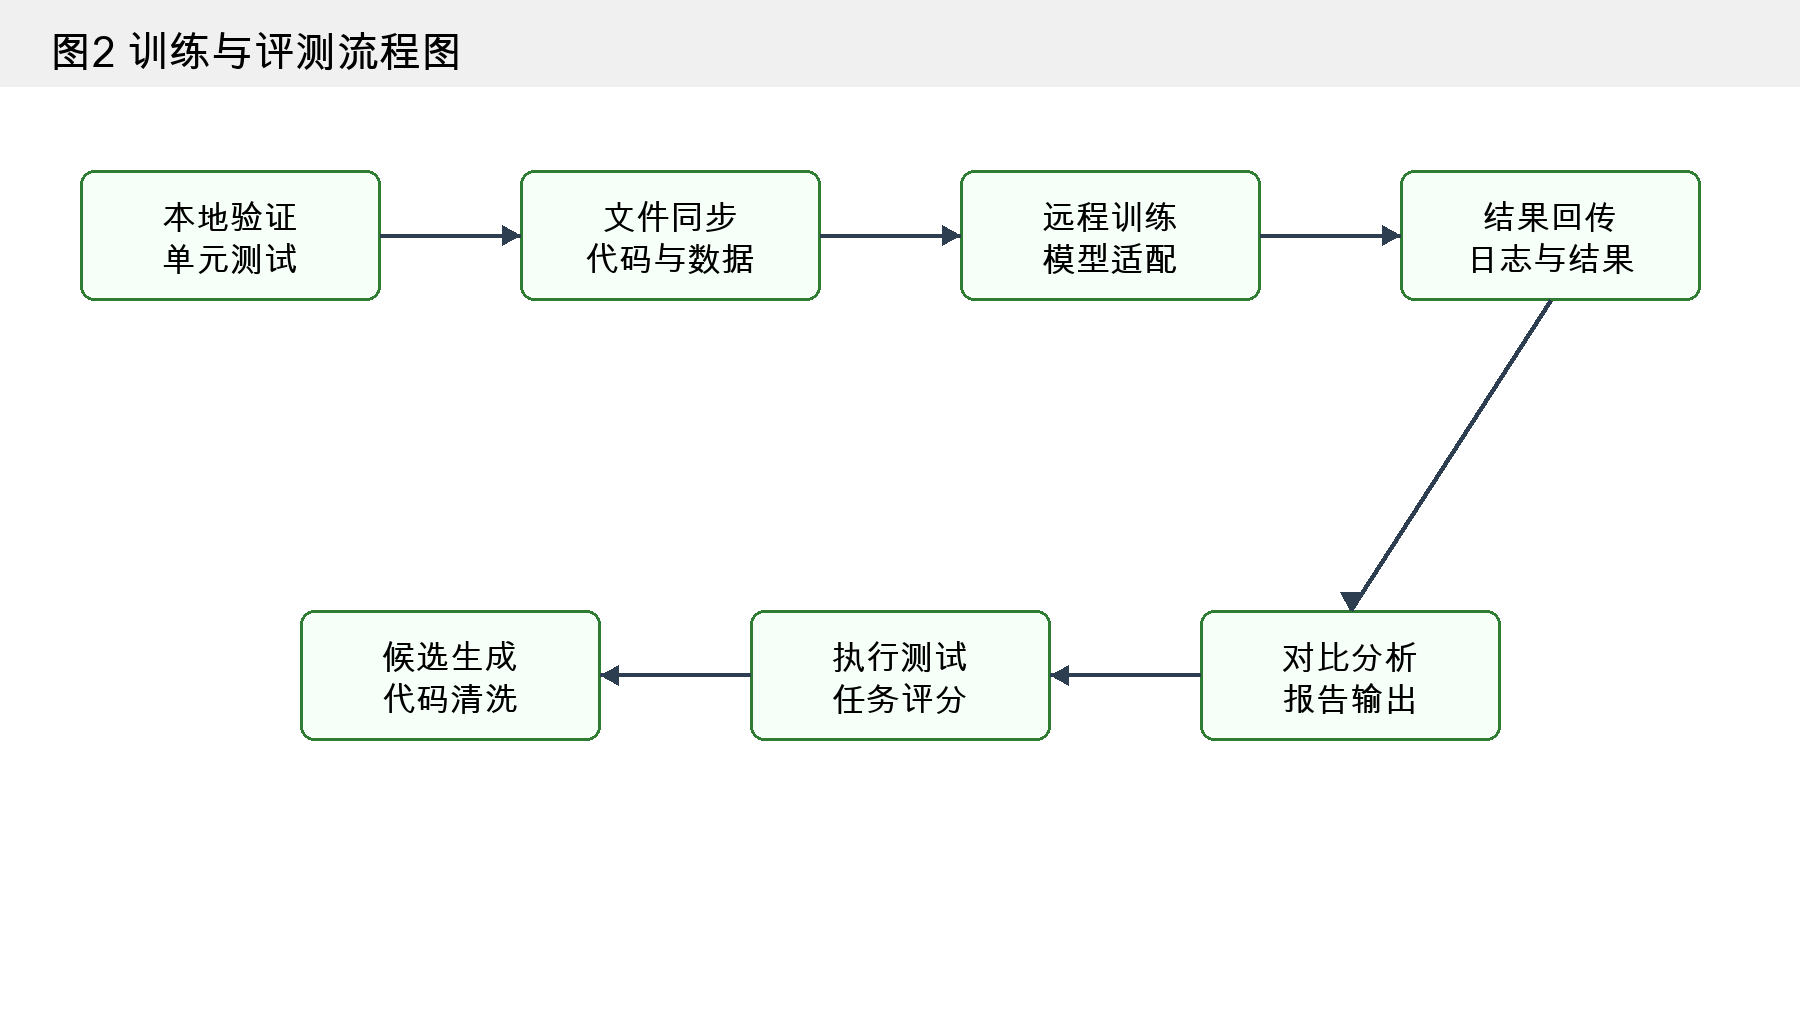 图2 训练与评测流程图
本地验证
单元测试
文件同步
代码与数据
远程训练
模型适配
结果回传
日志与结果
候选生成
代码清洗
执行测试
任务评分
对比分析
报告输出